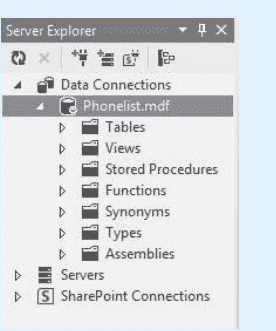 Server Explorer
Data Connections
Phonelist.mdf
Tables
Views
Stored Procedures
Functions
Synonyms
Types
Assemblies
Servers
SharePoint Connections